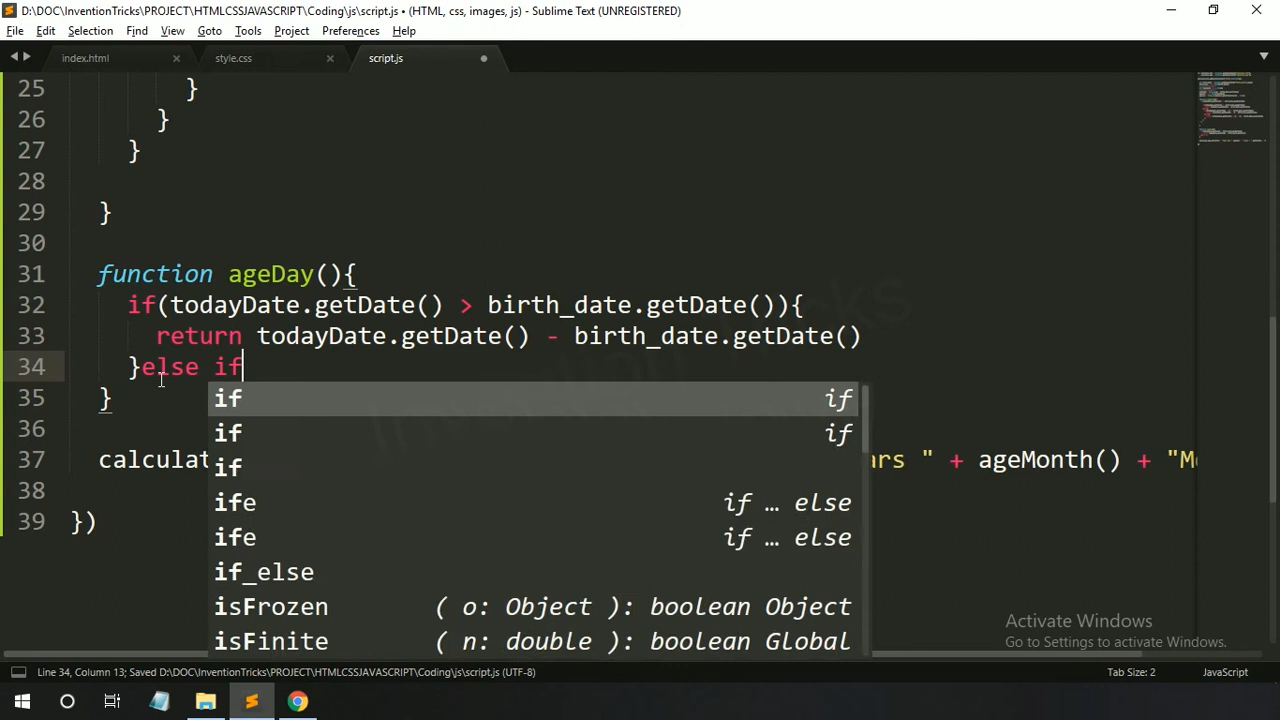 D:\DOC\InventionTricks\PROJECT\HTMLCSSJAVASCRIPT\Coding\js\script.js • (HTML, css, images, js) - Sublime Text (UNREGISTERED)
File Edit Selection Find View Goto Tools Project Preferences Help
index.html × style.css × script.js
25 }
26 }
27 }
28
29 }
30
31 function ageDay(){
32 if(todayDate.getDate() > birth_date.getDate()){
33 return todayDate.getDate() - birth_date.getDate()
34 }else if
if if
35 }
if if
36
37 calculat ars " + ageMonth() + "M
if
38
ife if … else
39 })
ife if … else
if_else
isFrozen ( o: Object ): boolean Object
isFinite ( n: double ): boolean Global
Activate Windows
Go to Settings to activate Windows.
Line 34, Column 13; Saved D:\DOC\InventionTricks\PROJECT\HTMLCSSJAVASCRIPT\Coding\js\script.js (UTF-8) Tab Size: 2 JavaScript